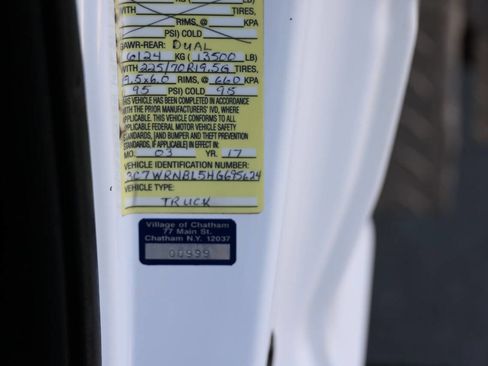 KG ( LB)
WITH TIRES,
RIMS, @ KPA
PSI) COLD
GAWR-REAR: DUAL
6124 KG ( 13500 LB)
WITH 225/70R19.5G TIRES,
19.5x6.0 RIMS, @ 660 KPA
( 95 PSI) COLD 95
THIS VEHICLE HAS BEEN COMPLETED IN ACCORDANCE
WITH THE PRIOR MANUFACTURERS' IVD, WHERE
APPLICABLE. THIS VEHICLE CONFORMS TO ALL
APPLICABLE FEDERAL MOTOR VEHICLE SAFETY
STANDARDS, [AND BUMPER AND THEFT PREVENTION
STANDARDS, IF APPLICABLE] IN EFFECT IN:
MO. 03 YR. 17
VEHICLE IDENTIFICATION NUMBER:
3C7WRNBL5HG695624
VEHICLE TYPE:
TRUCK
Village of Chatham
77 Main St.
Chatham N.Y. 12037
00999